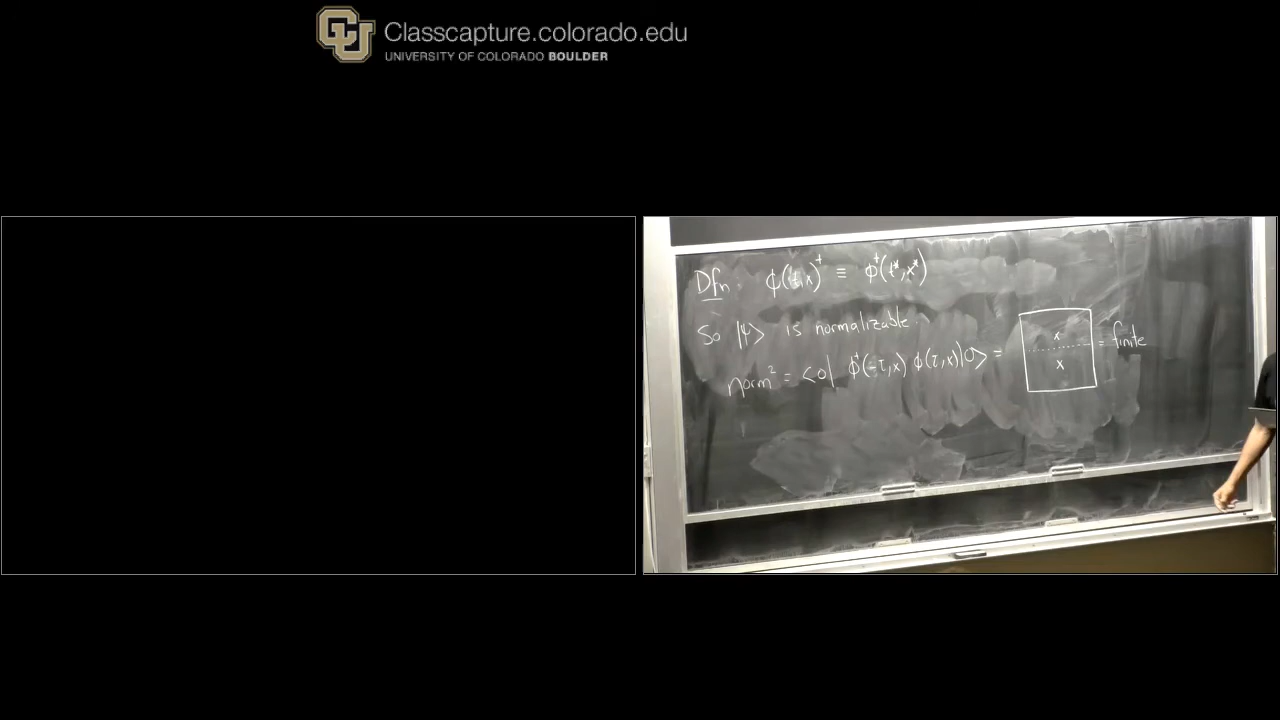 Classcapture.colorado.edu
UNIVERSITY OF COLORADO BOULDER
Dfn: ϕ(t,x)† ≡ ϕ†(t*,x*)
So |Ψ> is normalizable.
norm² = <0| ϕ†(-τ,x) ϕ(τ,x)|0> = x x = finite